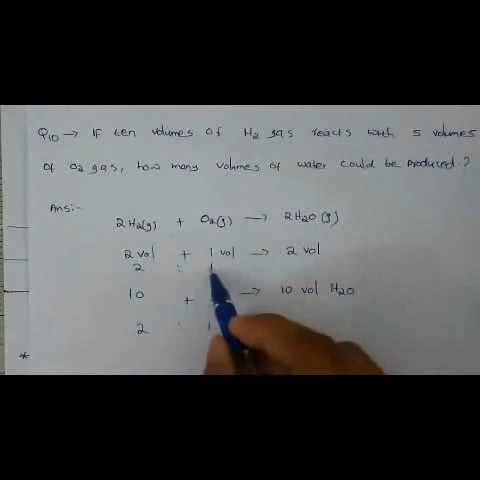 Q10 → If ten volumes of H2 gas reacts with 5 volumes
of O2 gas, how many volumes of water could be produced?
Ans:-
2H2(g) + O2(g) → 2H2O(g)
2 vol + 1 vol → 2 vol
2 : 1
10 + → 10 vol H2O
2 : 1
*